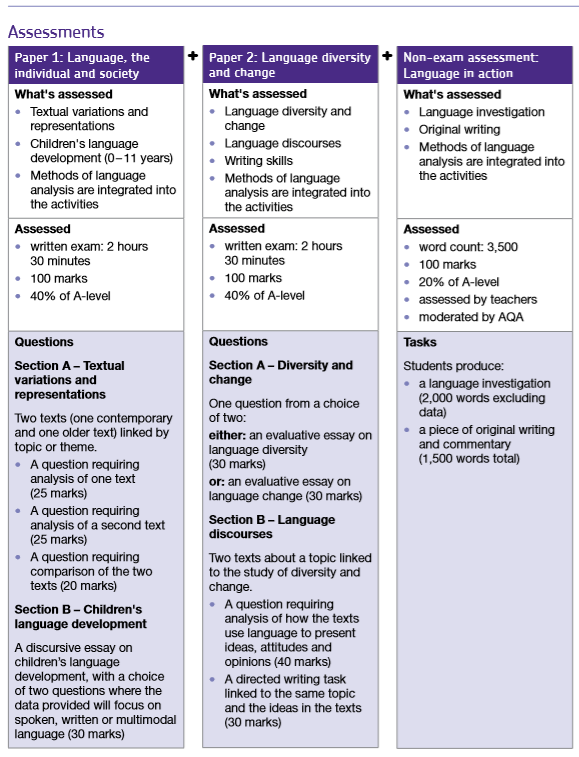 Assessments
Paper 1: Language, the
individual and society
What's assessed
• Textual variations and
representations
• Children's language
development (0–11 years)
• Methods of language
analysis are integrated into
the activities
Assessed
• written exam: 2 hours
30 minutes
• 100 marks
• 40% of A-level
Questions
Section A – Textual
variations and
representations
Two texts (one contemporary
and one older text) linked by
topic or theme.
• A question requiring
analysis of one text
(25 marks)
• A question requiring
analysis of a second text
(25 marks)
• A question requiring
comparison of the two
texts (20 marks)
Section B – Children's
language development
A discursive essay on
children's language
development, with a choice
of two questions where the
data provided will focus on
spoken, written or multimodal
language (30 marks)
+
Paper 2: Language diversity
and change
What's assessed
• Language diversity and
change
• Language discourses
• Writing skills
• Methods of language
analysis are integrated into
the activities
Assessed
• written exam: 2 hours
30 minutes
• 100 marks
• 40% of A-level
Questions
Section A – Diversity and
change
One question from a choice
of two:
either: an evaluative essay on
language diversity
(30 marks)
or: an evaluative essay on
language change (30 marks)
Section B – Language
discourses
Two texts about a topic linked
to the study of diversity and
change.
• A question requiring
analysis of how the texts
use language to present
ideas, attitudes and
opinions (40 marks)
• A directed writing task
linked to the same topic
and the ideas in the texts
(30 marks)
+
Non-exam assessment:
Language in action
What's assessed
• Language investigation
• Original writing
• Methods of language
analysis are integrated into
the activities
Assessed
• word count: 3,500
• 100 marks
• 20% of A-level
• assessed by teachers
• moderated by AQA
Tasks
Students produce:
• a language investigation
(2,000 words excluding
data)
• a piece of original writing
and commentary
(1,500 words total)